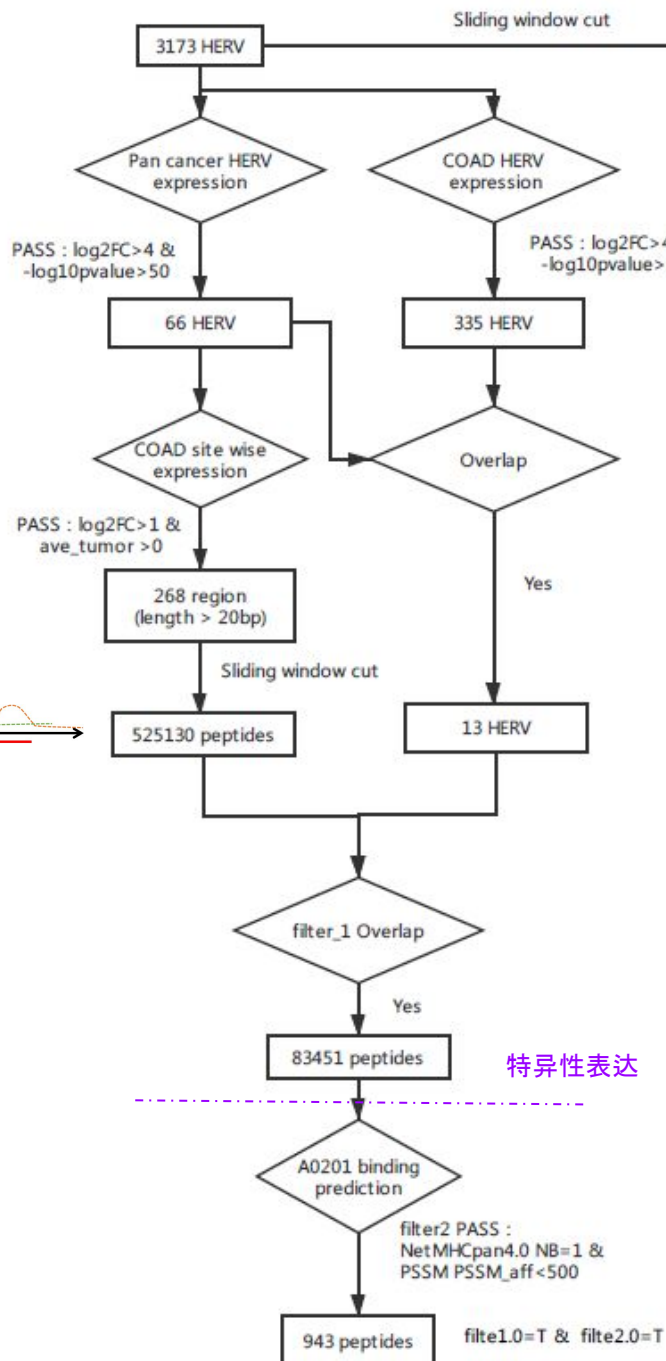 Sliding window cut
3173 HERV
Pan cancer HERV
expression
COAD HERV
expression
PASS : log2FC>4 &
-log10pvalue>50
PASS : log2FC>4
-log10pvalue>
66 HERV
335 HERV
COAD site wise
expression
Overlap
PASS : log2FC>1 &
ave_tumor >0
Yes
268 region
(length > 20bp)
Sliding window cut
525130 peptides
13 HERV
filter_1 Overlap
Yes
83451 peptides
特异性表达
A0201 binding
prediction
filter2 PASS :
NetMHCpan4.0 NB=1 &
PSSM PSSM_aff<500
943 peptides
filte1.0=T & filte2.0=T